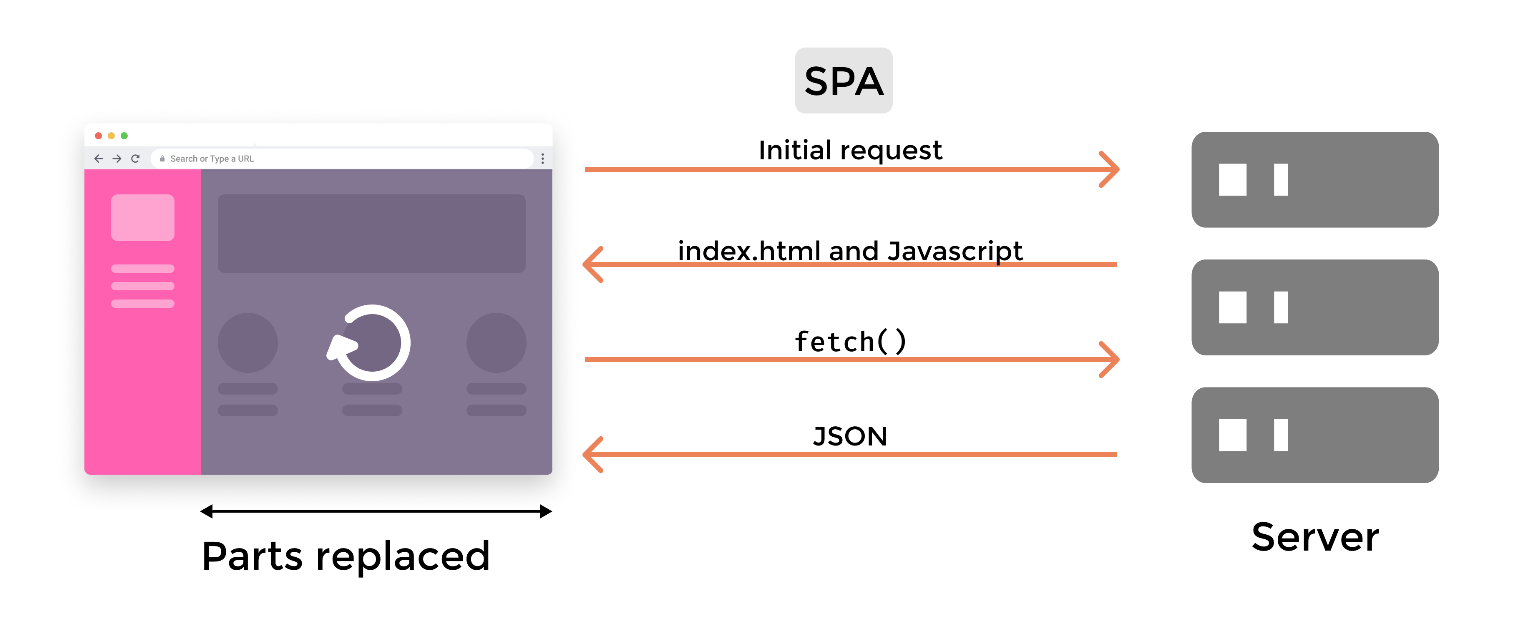 SPA
Initial request
Search or Type a URL
index.html and Javascript
fetch()
JSON
Parts replaced
Server